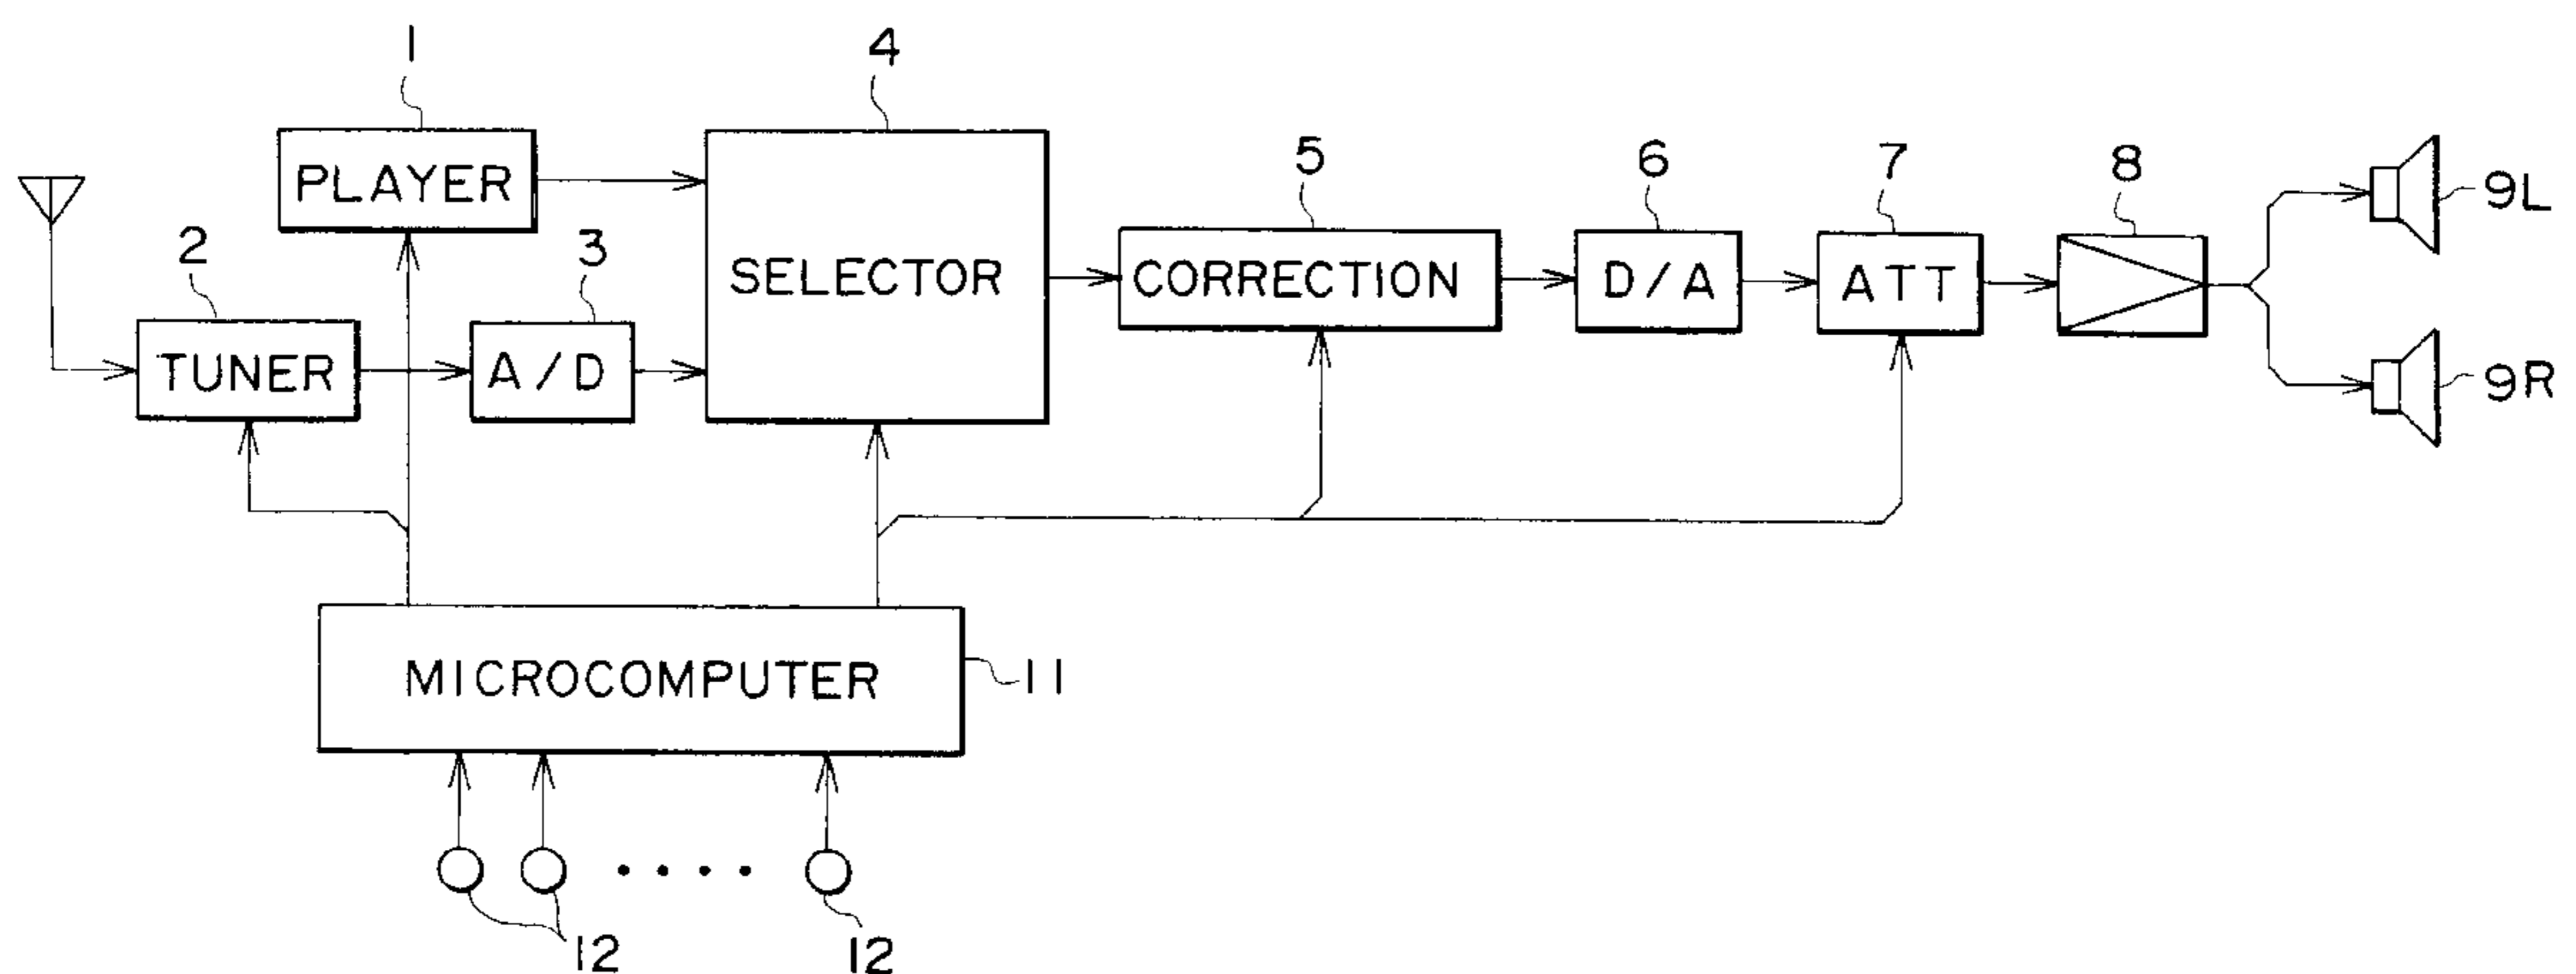 1
4
PLAYER
5
6
7
8
9L
2
3
SELECTOR
CORRECTION
D/A
ATT
TUNER
A/D
9R
MICROCOMPUTER
11
12
12